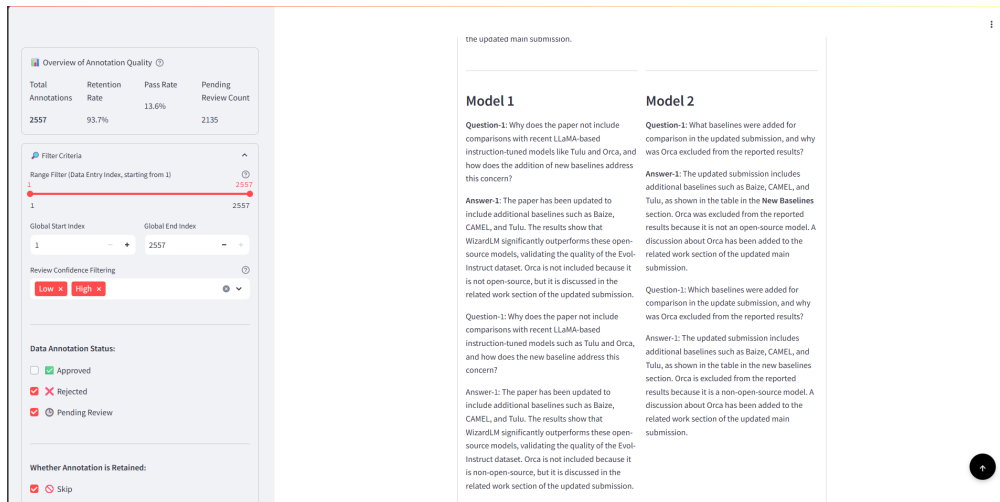 Overview of Annotation Quality
Total Annotations
Retention Rate
Pass Rate
Pending Review Count
2557
93.7%
13.6%
2135
Filter Criteria
Range Filter (Data Entry Index, starting from 1)
1
2557
1
2557
Global Start Index
Global End Index
1
2557
Review Confidence Filtering
Low ×
High ×
Data Annotation Status:
Approved
Rejected
Pending Review
Whether Annotation is Retained:
Skip
the updated main submission.
Model 1
Question-1: Why does the paper not include
comparisons with recent LLaMA-based
instruction-tuned models like Tulu and Orca, and
how does the addition of new baselines address
this concern?
Answer-1: The paper has been updated to
include additional baselines such as Baize,
CAMEL, and Tulu. The results show that
WizardLM significantly outperforms these open-
source models, validating the quality of the Evol-
Instruct dataset. Orca is not included because it
is not open-source, but it is discussed in the
related work section of the updated submission.
Question-1: Why does the paper not include
comparisons with recent LLaMA-based
instruction-tuned models such as Tulu and Orca,
and how does the new baseline address this
concern?
Answer-1: The paper has been updated to
include additional baselines such as Baize,
CAMEL, and Tulu. The results show that
WizardLM significantly outperforms these open-
source models, validating the quality of the Evol-
Instruct dataset. Orca is not included because it
is non-open-source, but it is discussed in the
related work section of the updated submission.
Model 2
Question-1: What baselines were added for
comparison in the updated submission, and why
was Orca excluded from the reported results?
Answer-1: The updated submission includes
additional baselines such as Baize, CAMEL, and
Tulu, as shown in the table in the New Baselines
section. Orca was excluded from the reported
results because it is not an open-source model. A
discussion about Orca has been added to the
related work section of the updated main
submission.
Question-1: Which baselines were added for
comparison in the update submission, and why
was Orca excluded from the reported results?
Answer-1: The updated submission includes
additional baselines such as Baize, CAMEL, and
Tulu, as shown in the table in the new baselines
section. Orca is excluded from the reported
results because it is a non-open-source model. A
discussion about Orca has been added to the
related work section of the updated main
submission.